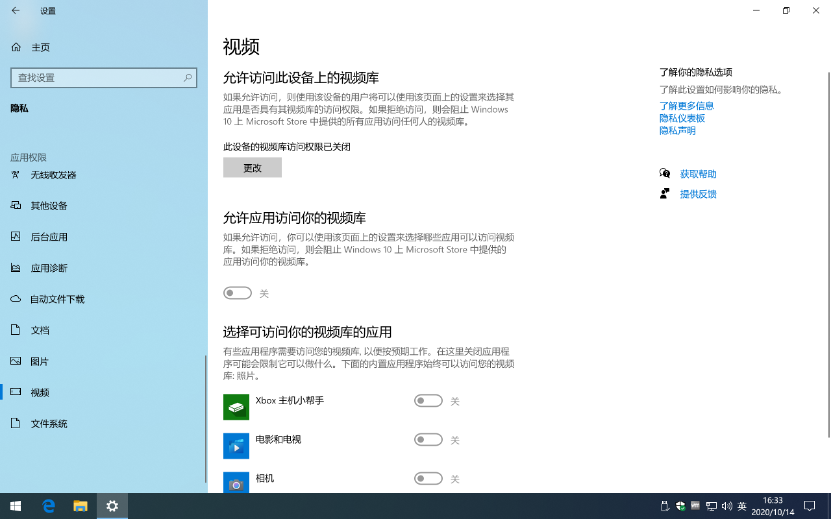 设置
主页
查找设置
隐私
应用权限
无线收发器
其他设备
后台应用
应用诊断
自动文件下载
文档
图片
视频
文件系统
视频
允许访问此设备上的视频库
如果允许访问，则使用该设备的用户将可以使用该页面上的设置来选择其
应用是否具有其视频库的访问权限。如果拒绝访问，则会阻止 Windows
10 上 Microsoft Store 中提供的所有应用访问任何人的视频库。
此设备的视频库访问权限已关闭
更改
允许应用访问你的视频库
如果允许访问，你可以使用该页面上的设置来选择哪些应用可以访问视频
库。如果拒绝访问，则会阻止 Windows 10 上 Microsoft Store 中提供的
应用访问你的视频库。
关
选择可访问你的视频库的应用
有些应用程序需要访问您的视频库, 以便按预期工作。在这里关闭应用程
序可能会限制它可以做什么。下面的内置应用程序始终可以访问您的视频
库: 照片。
Xbox 主机小帮手 关
电影和电视 关
相机 关
了解你的隐私选项
了解此设置如何影响你的隐私。
了解更多信息
隐私仪表板
隐私声明
获取帮助
提供反馈
英
16:33
2020/10/14